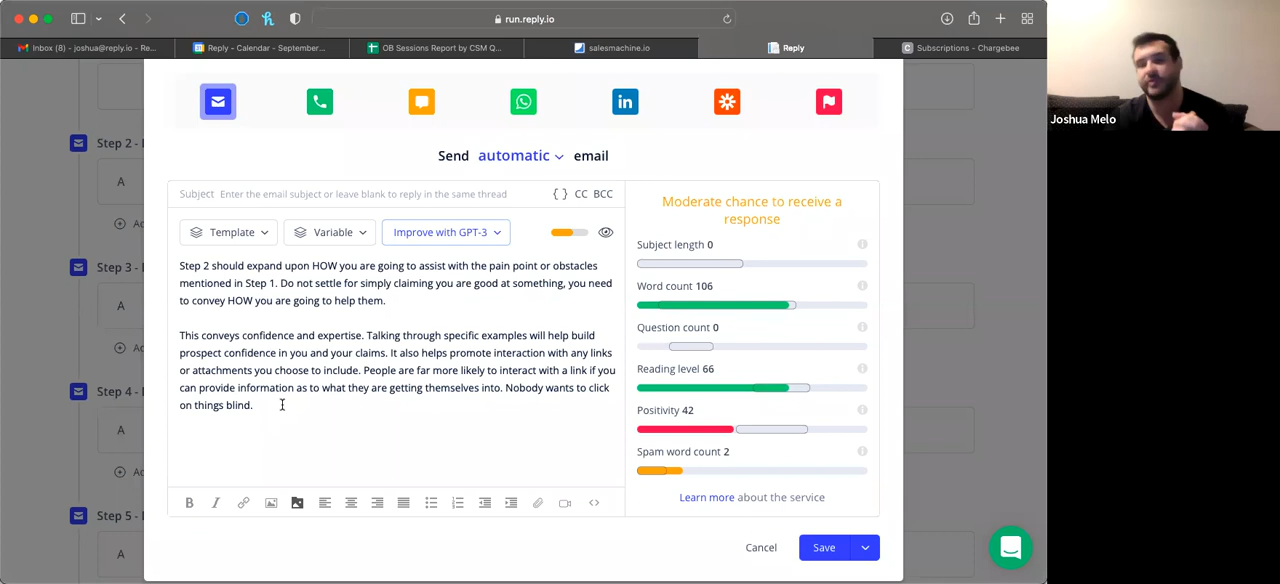 run.reply.io
Inbox (8) - joshua@reply.io - Re...
Reply - Calendar - September...
OB Sessions Report by CSM Q...
salesmachine.io
Reply
Subscriptions - Chargebee
Joshua Melo
Step 2 -
A
Step 3 -
A
Step 4 -
A
Step 5 -
A
Send automatic email
Subject Enter the email subject or leave blank to reply in the same thread { } CC BCC
Template Variable Improve with GPT-3
Step 2 should expand upon HOW you are going to assist with the pain point or obstacles
mentioned in Step 1. Do not settle for simply claiming you are good at something, you need
to convey HOW you are going to help them.
This conveys confidence and expertise. Talking through specific examples will help build
prospect confidence in you and your claims. It also helps promote interaction with any links
or attachments you choose to include. People are far more likely to interact with a link if you
can provide information as to what they are getting themselves into. Nobody wants to click
on things blind.
B I
Moderate chance to receive a
response
Subject length 0
Word count 106
Question count 0
Reading level 66
Positivity 42
Spam word count 2
Learn more about the service
Cancel Save